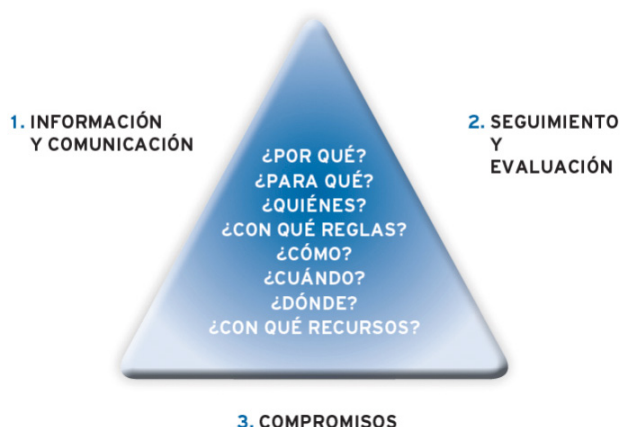 1. INFORMACIÓN
Y COMUNICACIÓN
2. SEGUIMIENTO
Y
EVALUACIÓN
¿POR QUÉ?
¿PARA QUÉ?
¿QUIÉNES?
¿CON QUÉ REGLAS?
¿CÓMO?
¿CUÁNDO?
¿DÓNDE?
¿CON QUÉ RECURSOS?
3. COMPROMISOS